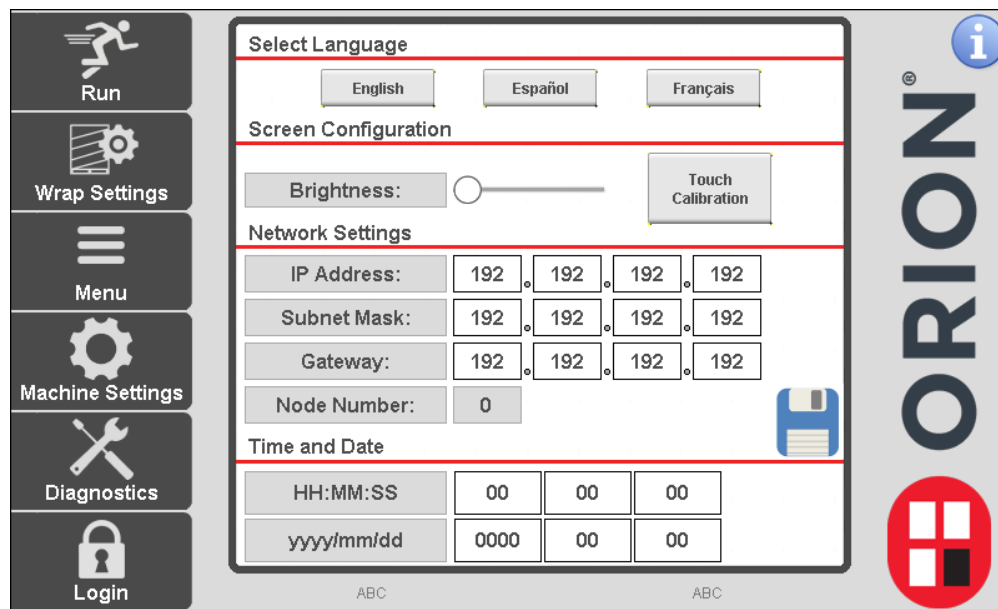 Run
Wrap Settings
Menu
Machine Settings
Diagnostics
Login
Select Language
English Español Français
Screen Configuration
Brightness:
Touch
Calibration
Network Settings
IP Address: 192 . 192 . 192 . 192
Subnet Mask: 192 . 192 . 192 . 192
Gateway: 192 . 192 . 192 . 192
Node Number: 0
Time and Date
HH:MM:SS 00 00 00
yyyy/mm/dd 0000 00 00
ABC ABC
i
ORION®